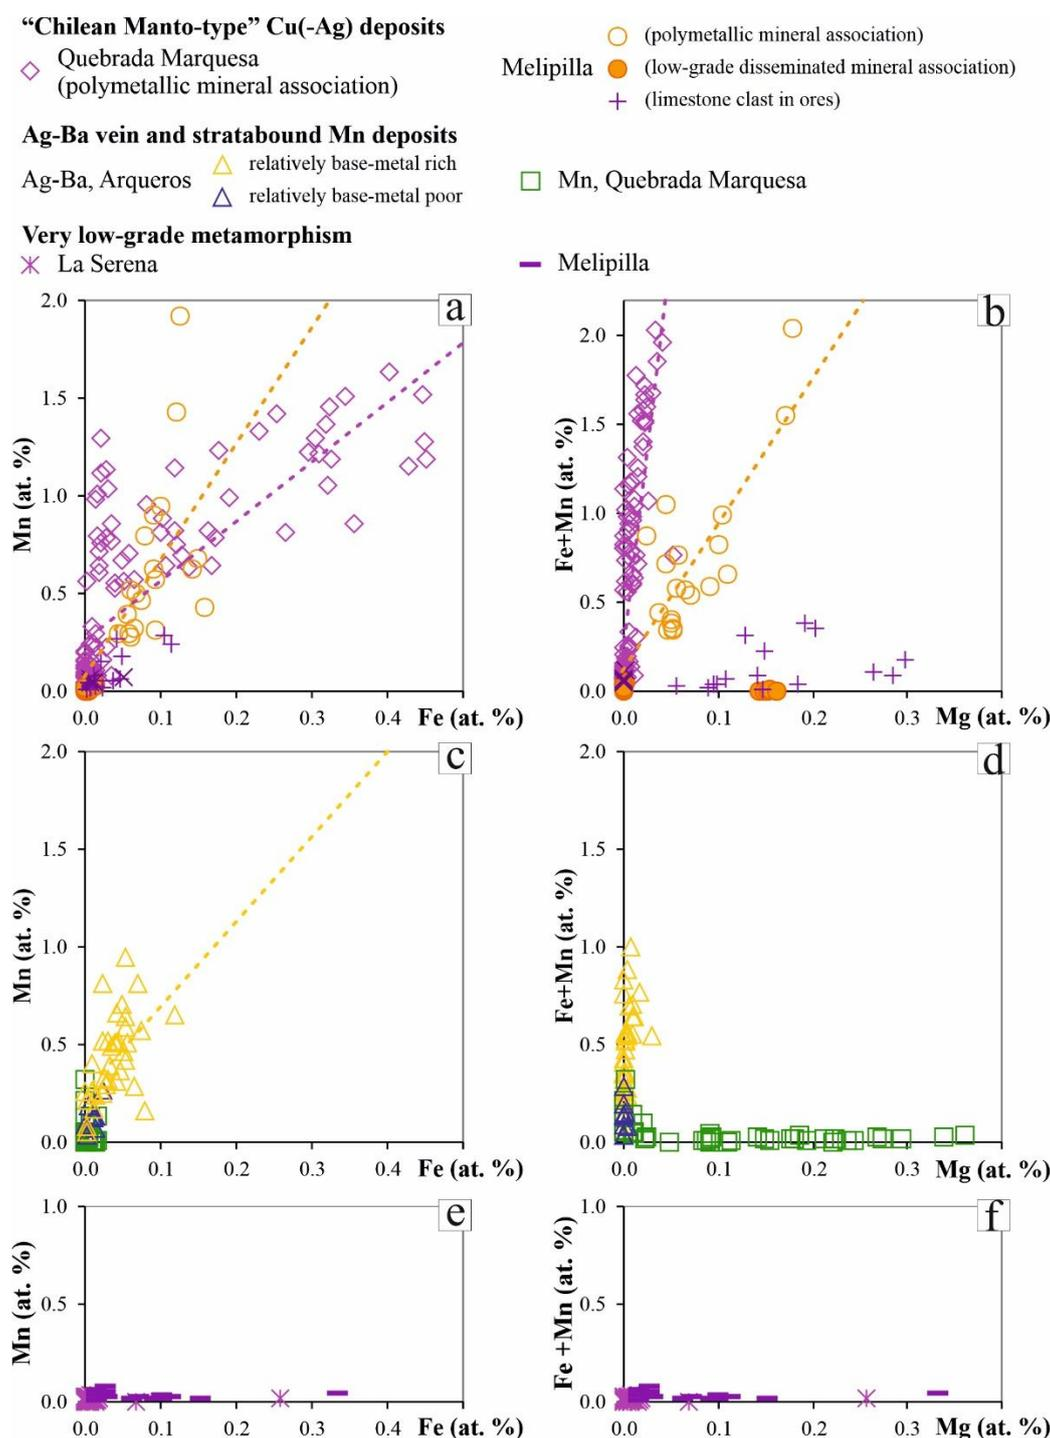 “Chilean Manto-type” Cu(-Ag) deposits
Quebrada Marquesa
(polymetallic mineral association)
Melipilla
(polymetallic mineral association)
(low-grade disseminated mineral association)
(limestone clast in ores)
Ag-Ba vein and stratabound Mn deposits
Ag-Ba, Arqueros
relatively base-metal rich
relatively base-metal poor
Mn, Quebrada Marquesa
Very low-grade metamorphism
La Serena
Melipilla
a
2.0
1.5
1.0
0.5
0.0
Mn (at. %)
0.0 0.1 0.2 0.3 0.4 Fe (at. %)
b
2.0
1.5
1.0
0.5
0.0
Fe+Mn (at. %)
0.0 0.1 0.2 0.3 Mg (at. %)
c
2.0
1.5
1.0
0.5
0.0
Mn (at. %)
0.0 0.1 0.2 0.3 0.4 Fe (at. %)
d
2.0
1.5
1.0
0.5
0.0
Fe+Mn (at. %)
0.0 0.1 0.2 0.3 Mg (at. %)
e
1.0
0.5
0.0
Mn (at. %)
0.0 0.1 0.2 0.3 Fe (at. %)
f
1.0
0.5
0.0
Fe +Mn (at. %)
0.0 0.1 0.2 0.3 Mg (at. %)